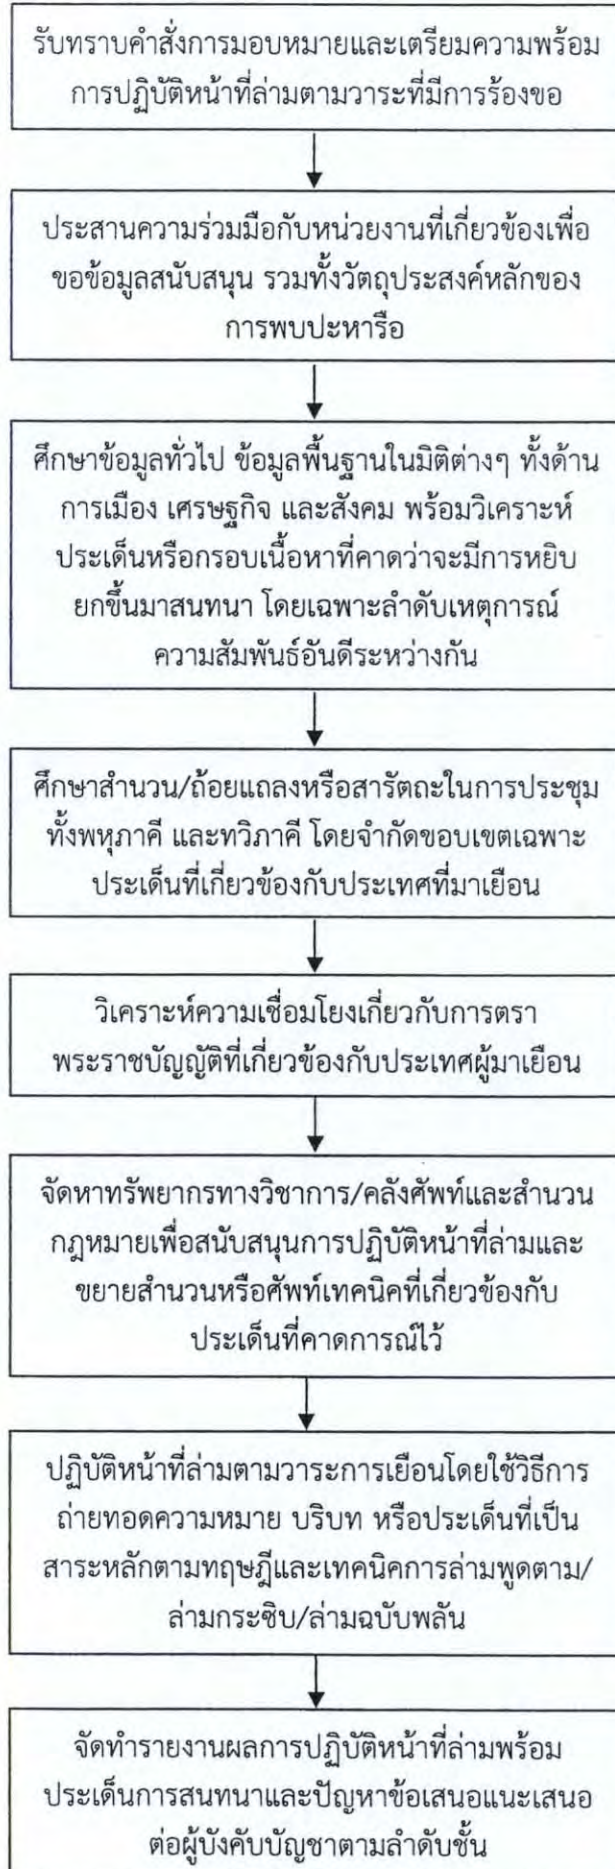 รับทราบคำสั่งการมอบหมายและเตรียมความพร้อม
การปฏิบัติหน้าที่ล่ามตามวาระที่มีการร้องขอ
ประสานความร่วมมือกับหน่วยงานที่เกี่ยวข้องเพื่อ
ขอข้อมูลสนับสนุน รวมทั้งวัตถุประสงค์หลักของ
การพบปะหารือ
ศึกษาข้อมูลทั่วไป ข้อมูลพื้นฐานในมิติต่างๆ ทั้งด้าน
การเมือง เศรษฐกิจ และสังคม พร้อมวิเคราะห์
ประเด็นหรือกรอบเนื้อหาที่คาดว่าจะมีการหยิบ
ยกขึ้นมาสนทนา โดยเฉพาะลำดับเหตุการณ์
ความสัมพันธ์อันดีระหว่างกัน
ศึกษาสำนวน/ถ้อยแถลงหรือสารัตถะในการประชุม
ทั้งพหุภาคี และทวิภาคี โดยจำกัดขอบเขตเฉพาะ
ประเด็นที่เกี่ยวข้องกับประเทศที่มาเยือน
วิเคราะห์ความเชื่อมโยงเกี่ยวกับการตรา
พระราชบัญญัติที่เกี่ยวข้องกับประเทศผู้มาเยือน
จัดหาทรัพยากรทางวิชาการ/คลังศัพท์และสำนวน
กฎหมายเพื่อสนับสนุนการปฏิบัติหน้าที่ล่ามและ
ขยายสำนวนหรือศัพท์เทคนิคที่เกี่ยวข้องกับ
ประเด็นที่คาดการณ์ไว้
ปฏิบัติหน้าที่ล่ามตามวาระการเยือนโดยใช้วิธีการ
ถ่ายทอดความหมาย บริบท หรือประเด็นที่เป็น
สาระหลักตามทฤษฎีและเทคนิคการล่ามพูดตาม/
ล่ามกระซิบ/ล่ามฉบับพลัน
จัดทำรายงานผลการปฏิบัติหน้าที่ล่ามพร้อม
ประเด็นการสนทนาและปัญหาข้อเสนอแนะเสนอ
ต่อผู้บังคับบัญชาตามลำดับชั้น